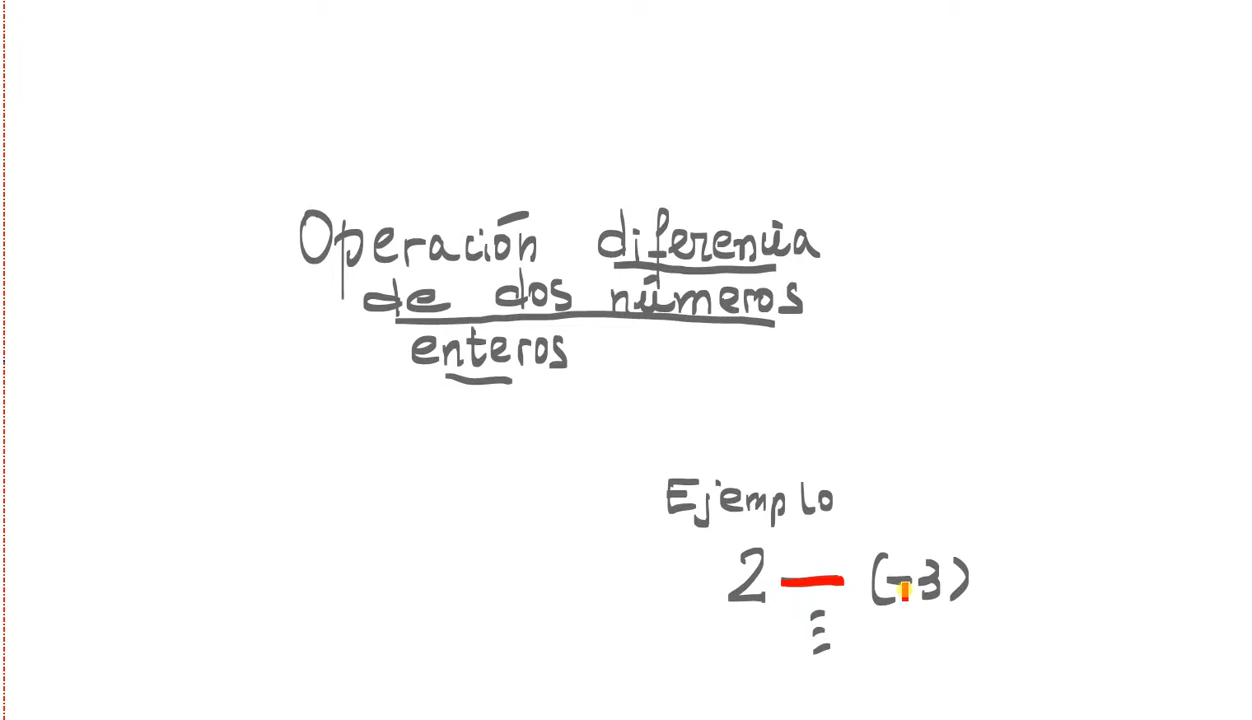 Operación diferencia
de dos números
enteros
Ejemplo
2 — (-3)